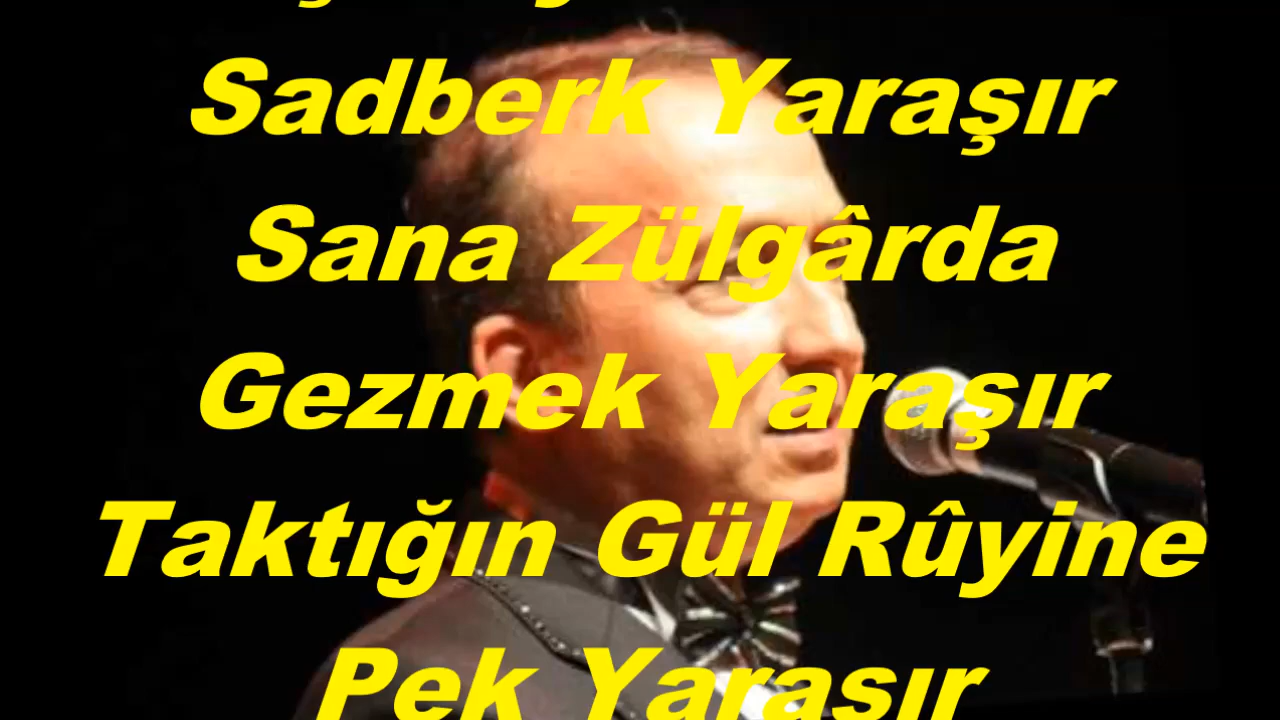 Sadberk Yaraşır
Sana Zülgârda
Gezmek Yaraşır
Taktığın Gül Rûyine
Pek Yaraşır